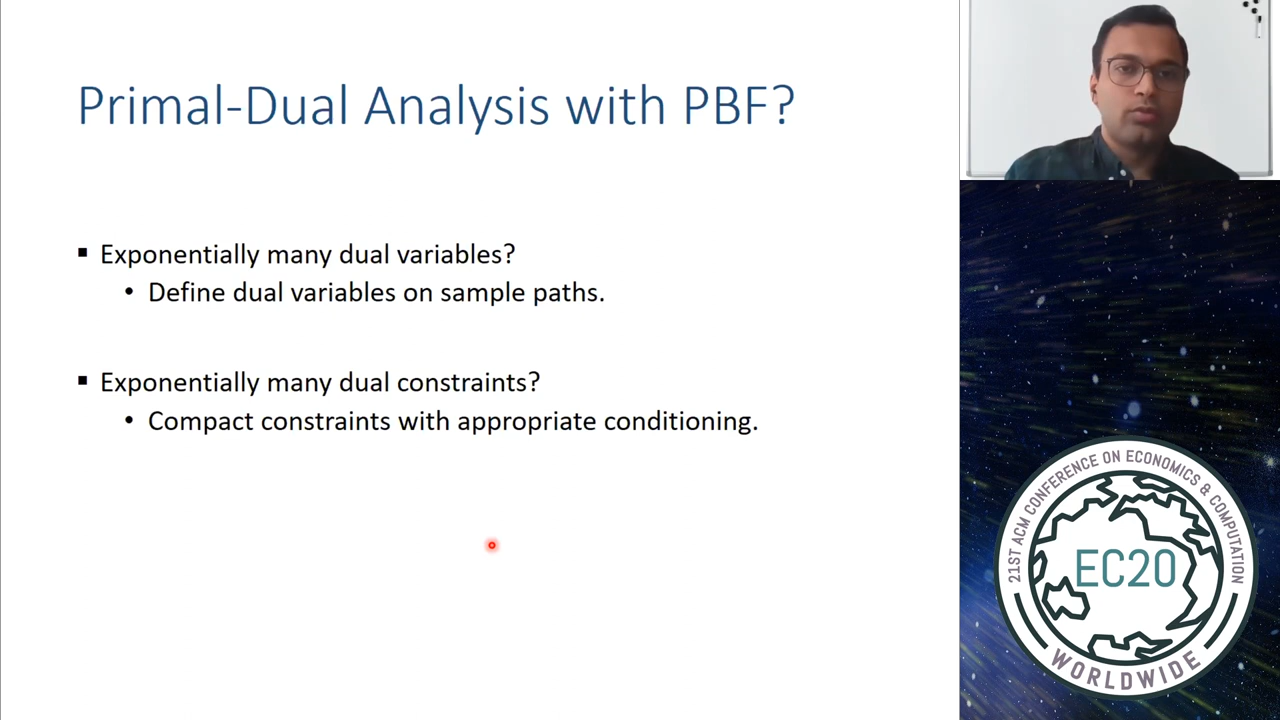 Primal-Dual Analysis with PBF?
▪ Exponentially many dual variables?
• Define dual variables on sample paths.
▪ Exponentially many dual constraints?
• Compact constraints with appropriate conditioning.
21ST ACM CONFERENCE ON ECONOMICS & COMPUTATION
EC20
WORLDWIDE